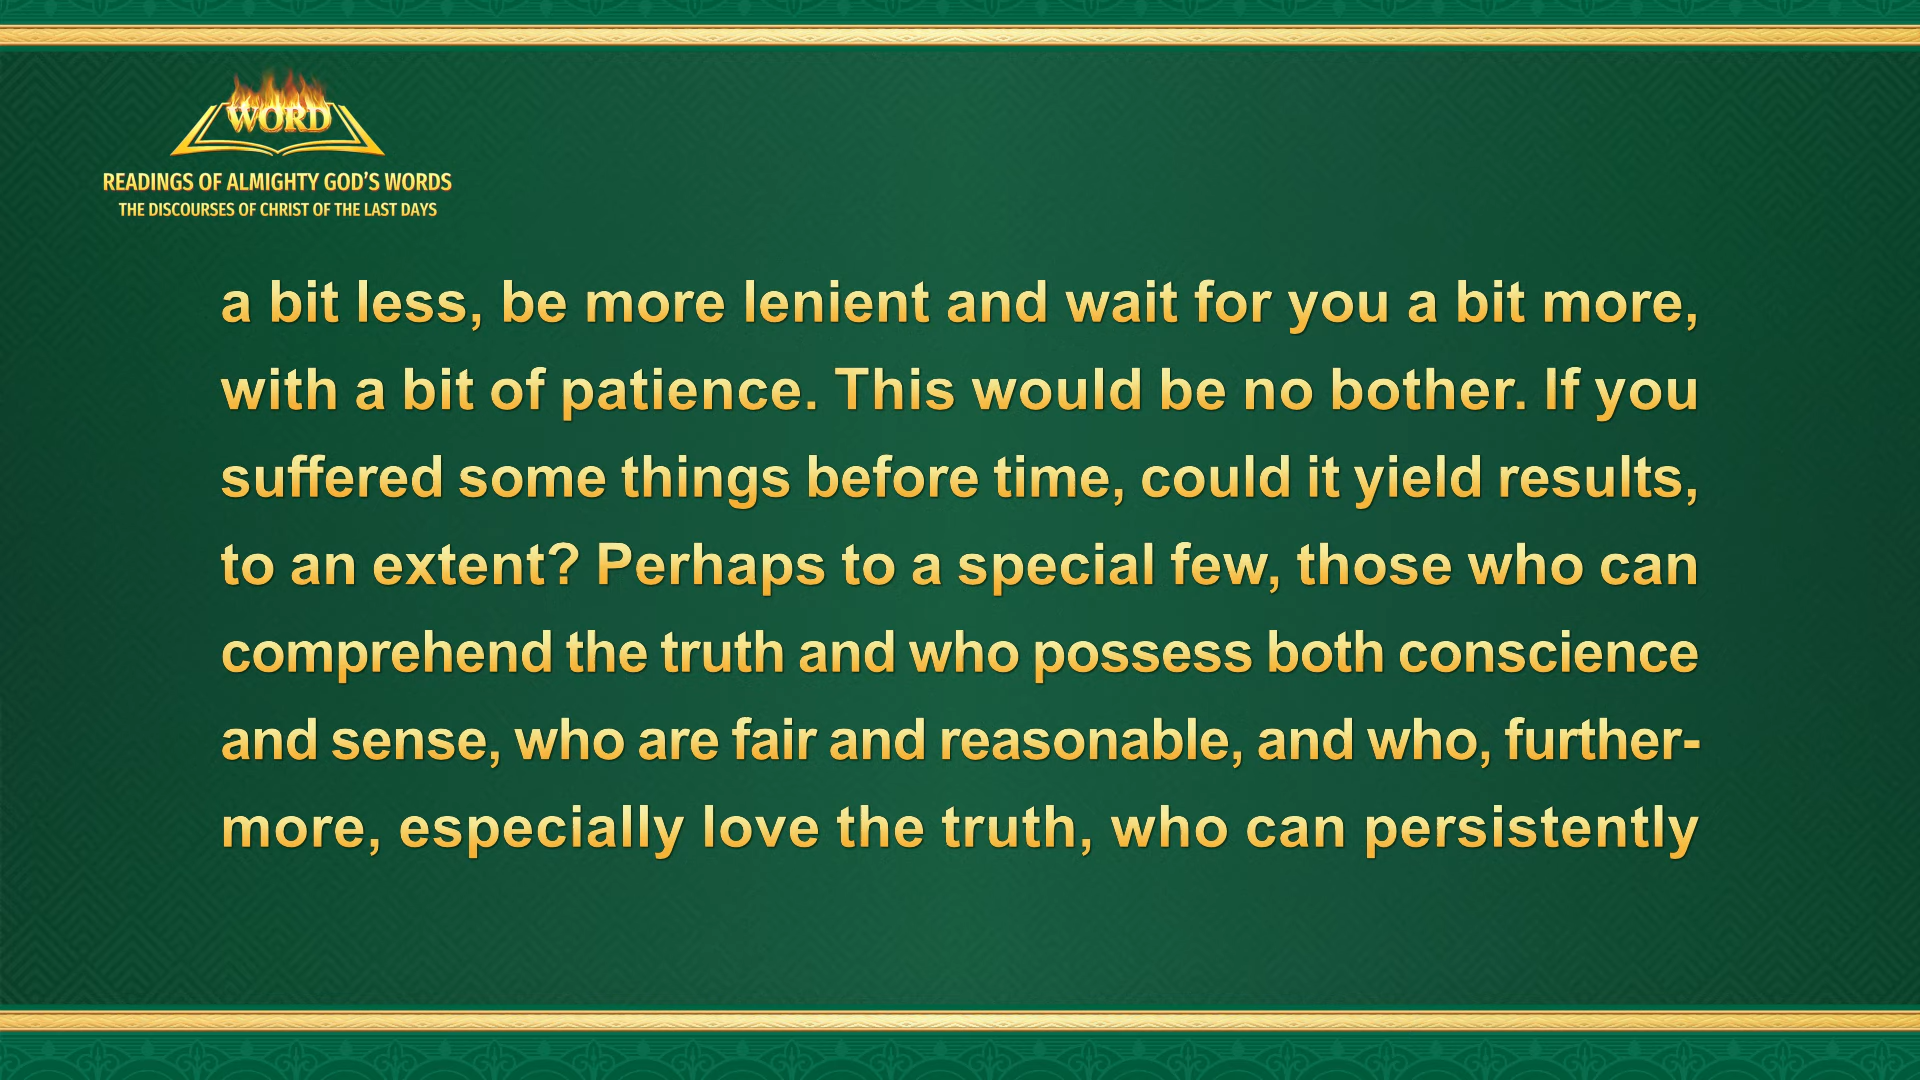 WORD
READINGS OF ALMIGHTY GOD'S WORDS
THE DISCOURSES OF CHRIST OF THE LAST DAYS
a bit less, be more lenient and wait for you a bit more,
with a bit of patience. This would be no bother. If you
suffered some things before time, could it yield results,
to an extent? Perhaps to a special few, those who can
comprehend the truth and who possess both conscience
and sense, who are fair and reasonable, and who, further-
more, especially love the truth, who can persistently